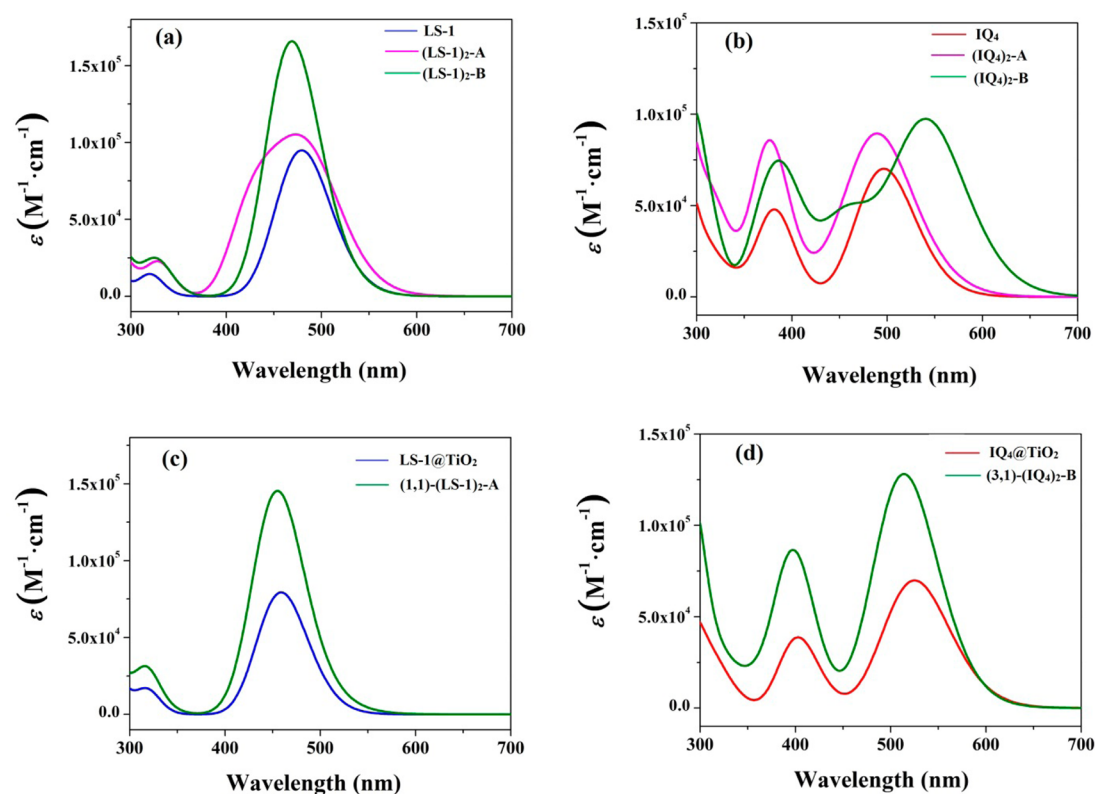 (a)
LS-1
(LS-1)₂-A
(LS-1)₂-B
1.5x10⁵
1.0x10⁵
5.0x10⁴
0.0
ε (M⁻¹·cm⁻¹)
300 400 500 600 700
Wavelength (nm)
(b)
IQ₄
(IQ₄)₂-A
(IQ₄)₂-B
1.5x10⁵
1.0x10⁵
5.0x10⁴
0.0
ε (M⁻¹·cm⁻¹)
300 400 500 600 700
Wavelength (nm)
(c)
LS-1@TiO₂
(1,1)-(LS-1)₂-A
1.5x10⁵
1.0x10⁵
5.0x10⁴
0.0
ε (M⁻¹·cm⁻¹)
300 400 500 600 700
Wavelength (nm)
(d)
IQ₄@TiO₂
(3,1)-(IQ₄)₂-B
1.5x10⁵
1.0x10⁵
5.0x10⁴
0.0
ε (M⁻¹·cm⁻¹)
300 400 500 600 700
Wavelength (nm)